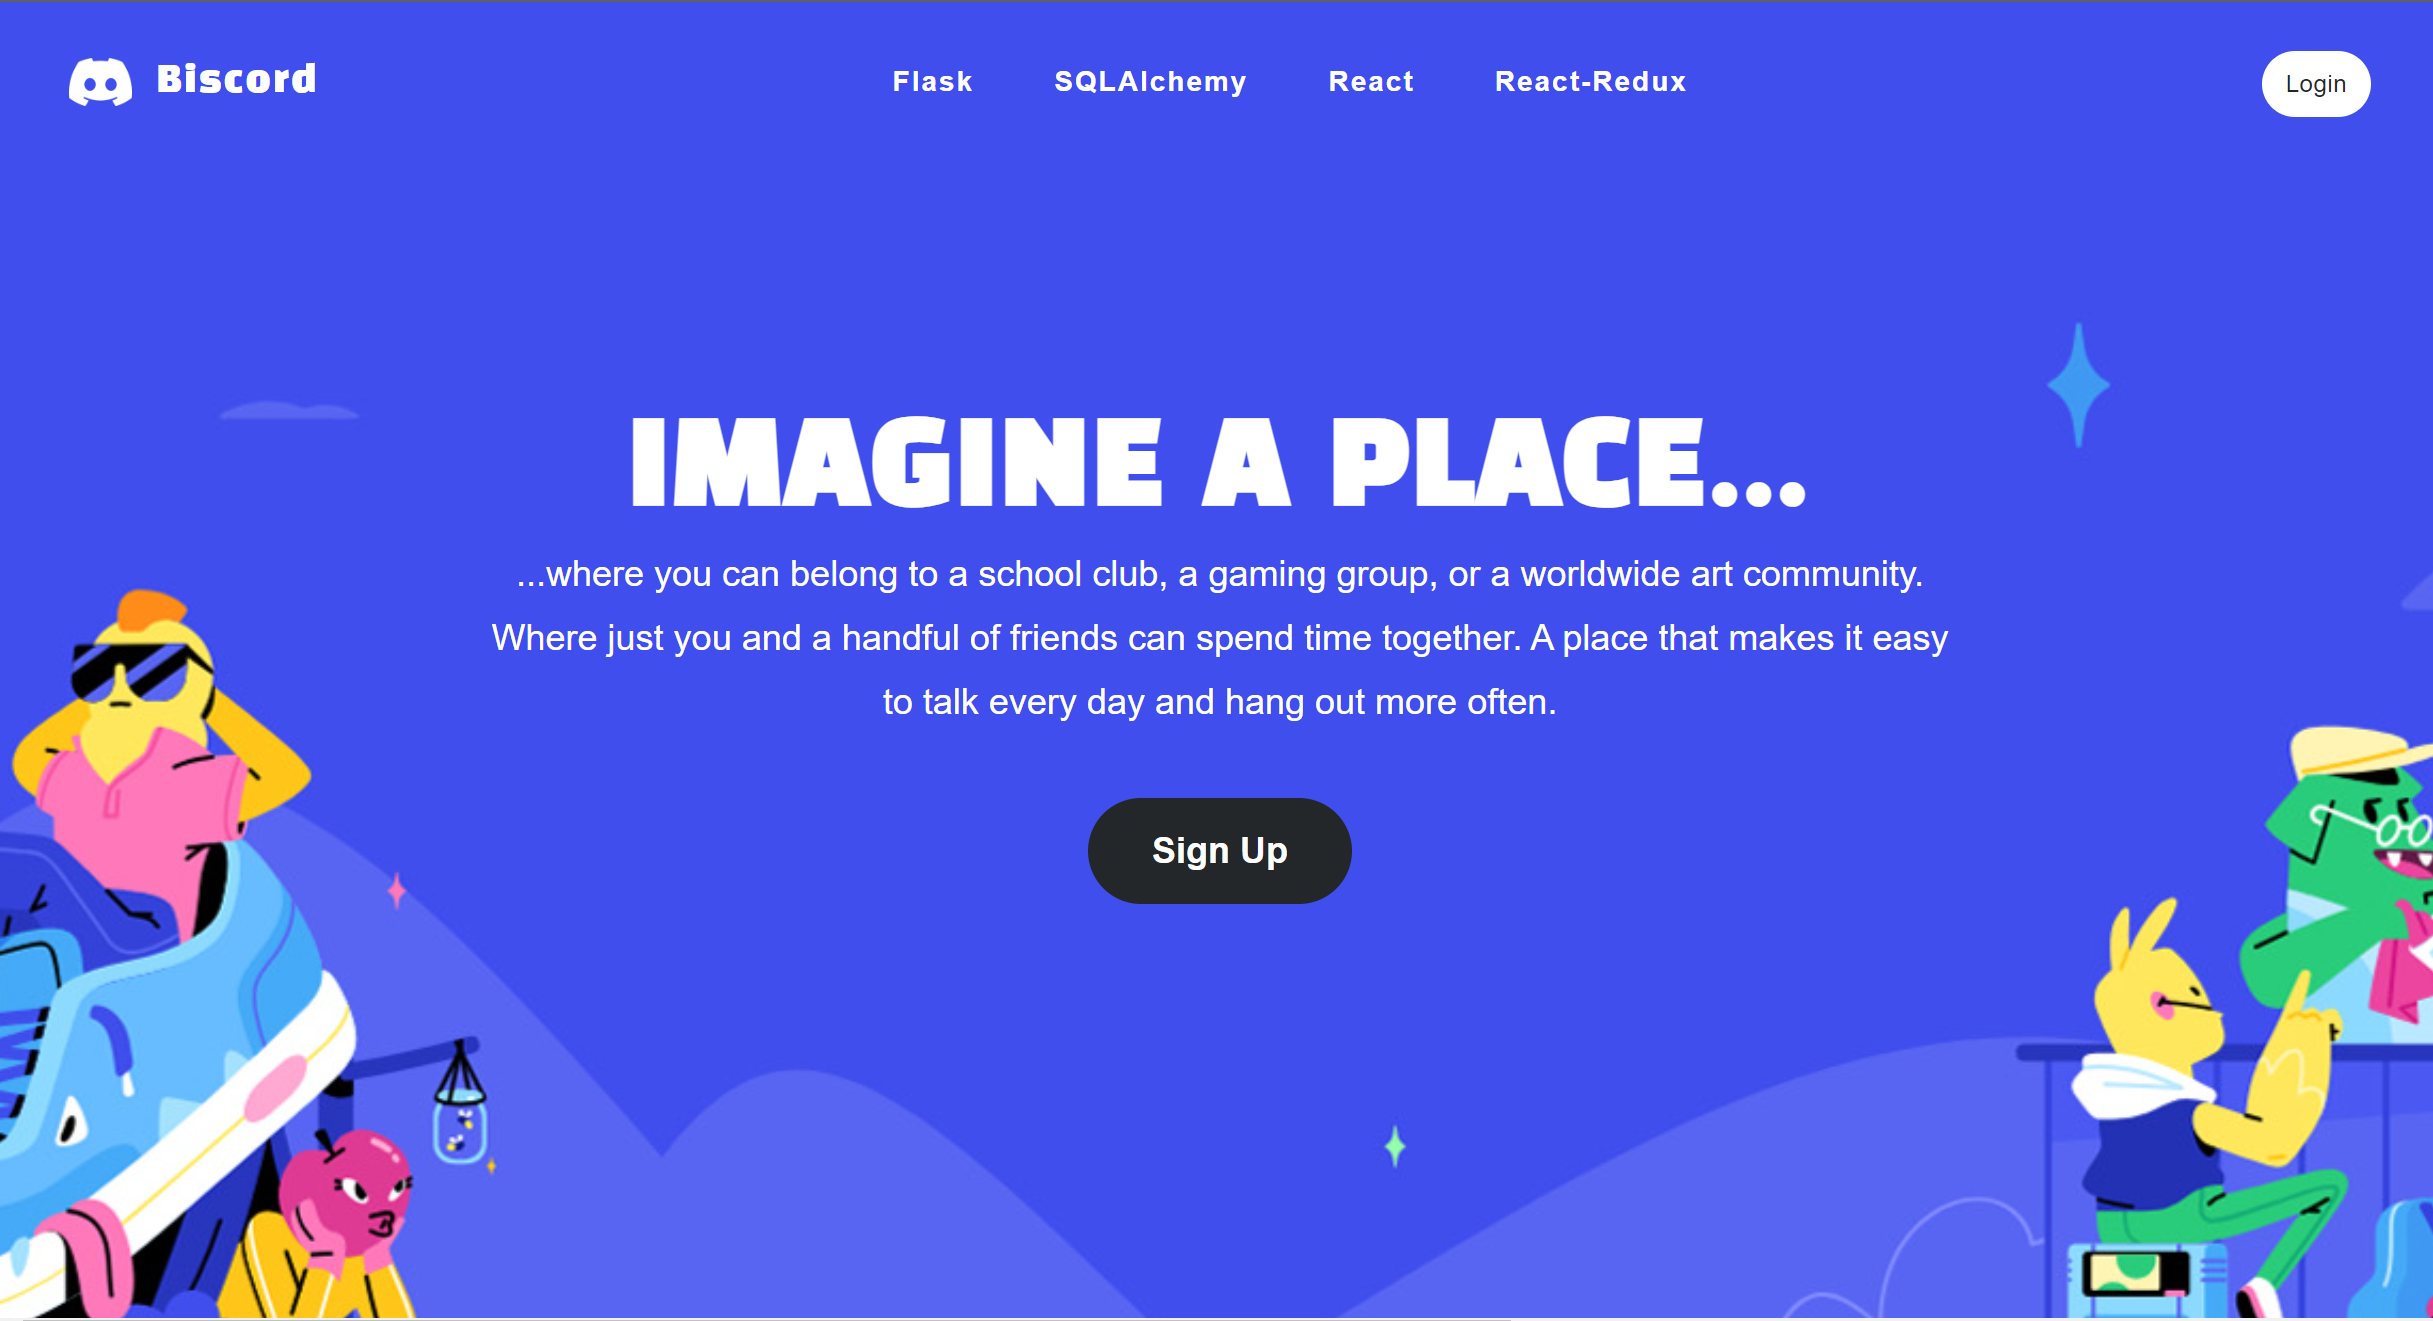 Biscord
Flask SQLAlchemy React React-Redux
Login
IMAGINE A PLACE...
...where you can belong to a school club, a gaming group, or a worldwide art community.
Where just you and a handful of friends can spend time together. A place that makes it easy
to talk every day and hang out more often.
Sign Up